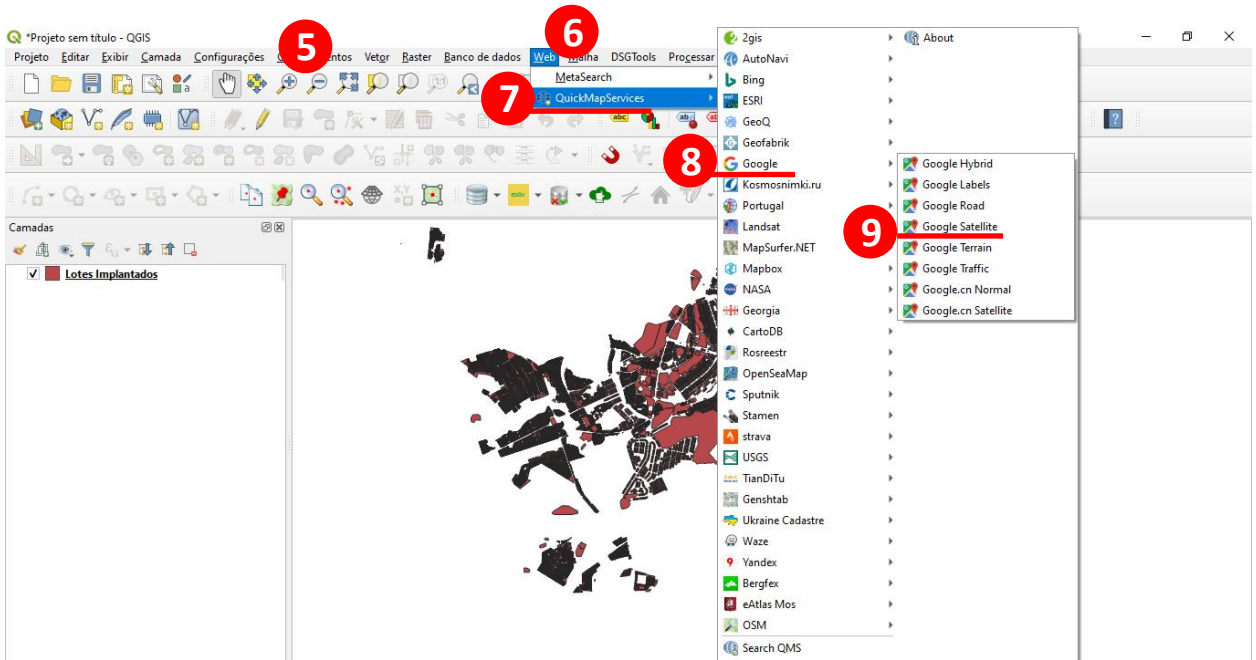 *Projeto sem título - QGIS
5
6
Projeto Editar Exibir Camada Configurações entos Vetor Raster Banco de dados Web Malha DSGTools Processar
MetaSearch
7
QuickMapServices
abc
ab
?
8
X,Y
Camadas
Lotes Implantados
2gis
AutoNavi
Bing
ESRI
GeoQ
Geofabrik
Google
Kosmosnimki.ru
Portugal
Landsat
MapSurfer.NET
Mapbox
NASA
Georgia
CartoDB
Rosreestr
OpenSeaMap
Sputnik
Stamen
strava
USGS
TianDiTu
Genshtab
Ukraine Cadastre
Waze
Yandex
Bergfex
eAtlas Mos
OSM
Search QMS
About
Google Hybrid
Google Labels
Google Road
9
Google Satellite
Google Terrain
Google Traffic
Google.cn Normal
Google.cn Satellite